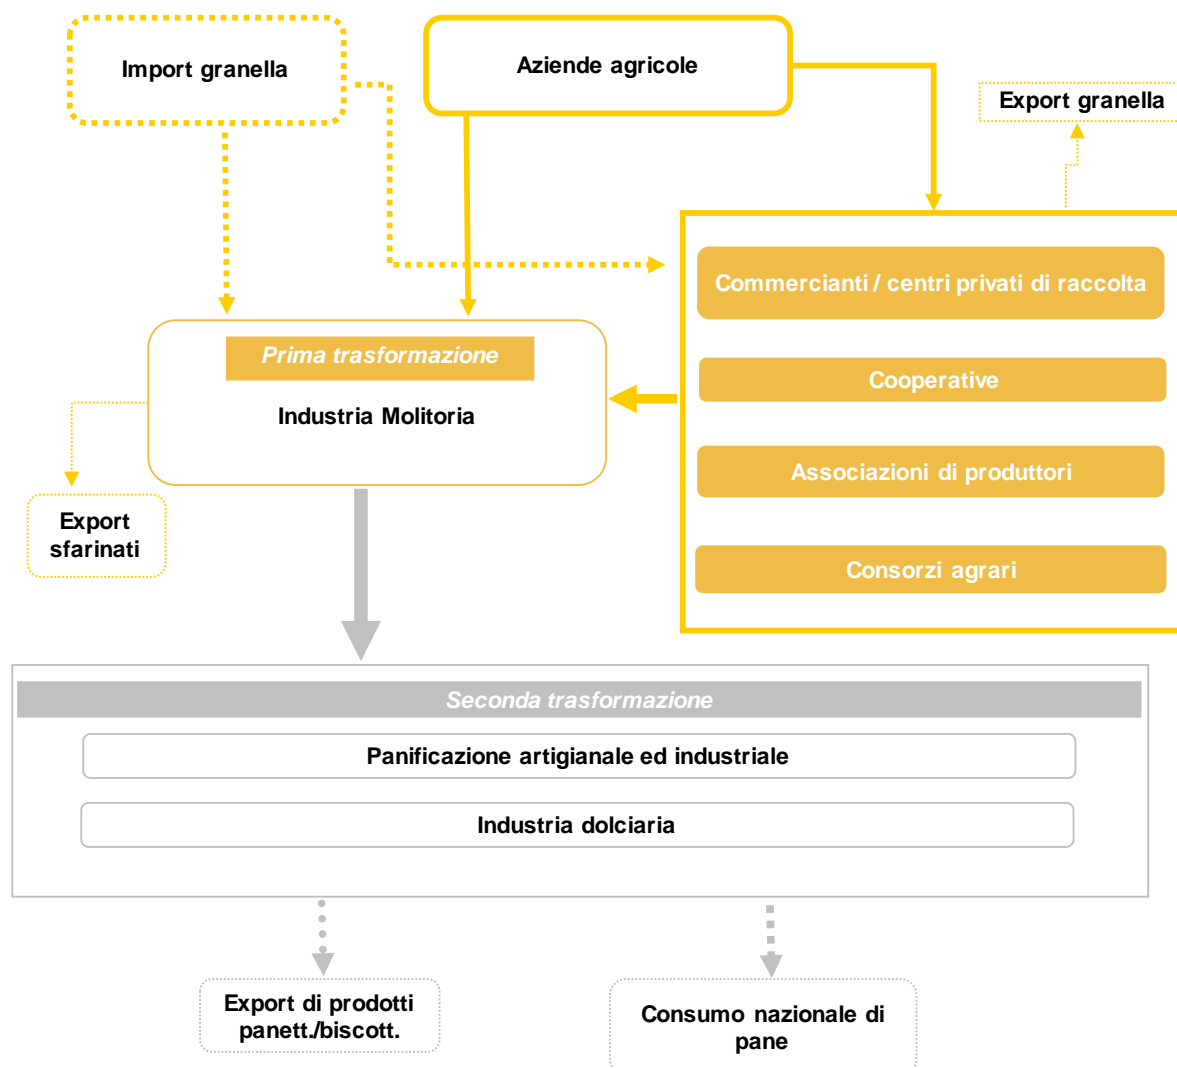 Import granella
Aziende agricole
Export granella
Commercianti / centri privati di raccolta
Prima trasformazione
Cooperative
Industria Molitoria
Associazioni di produttori
Export
sfarinati
Consorzi agrari
Seconda trasformazione
Panificazione artigianale ed industriale
Industria dolciaria
Export di prodotti
panett./biscott.
Consumo nazionale di
pane